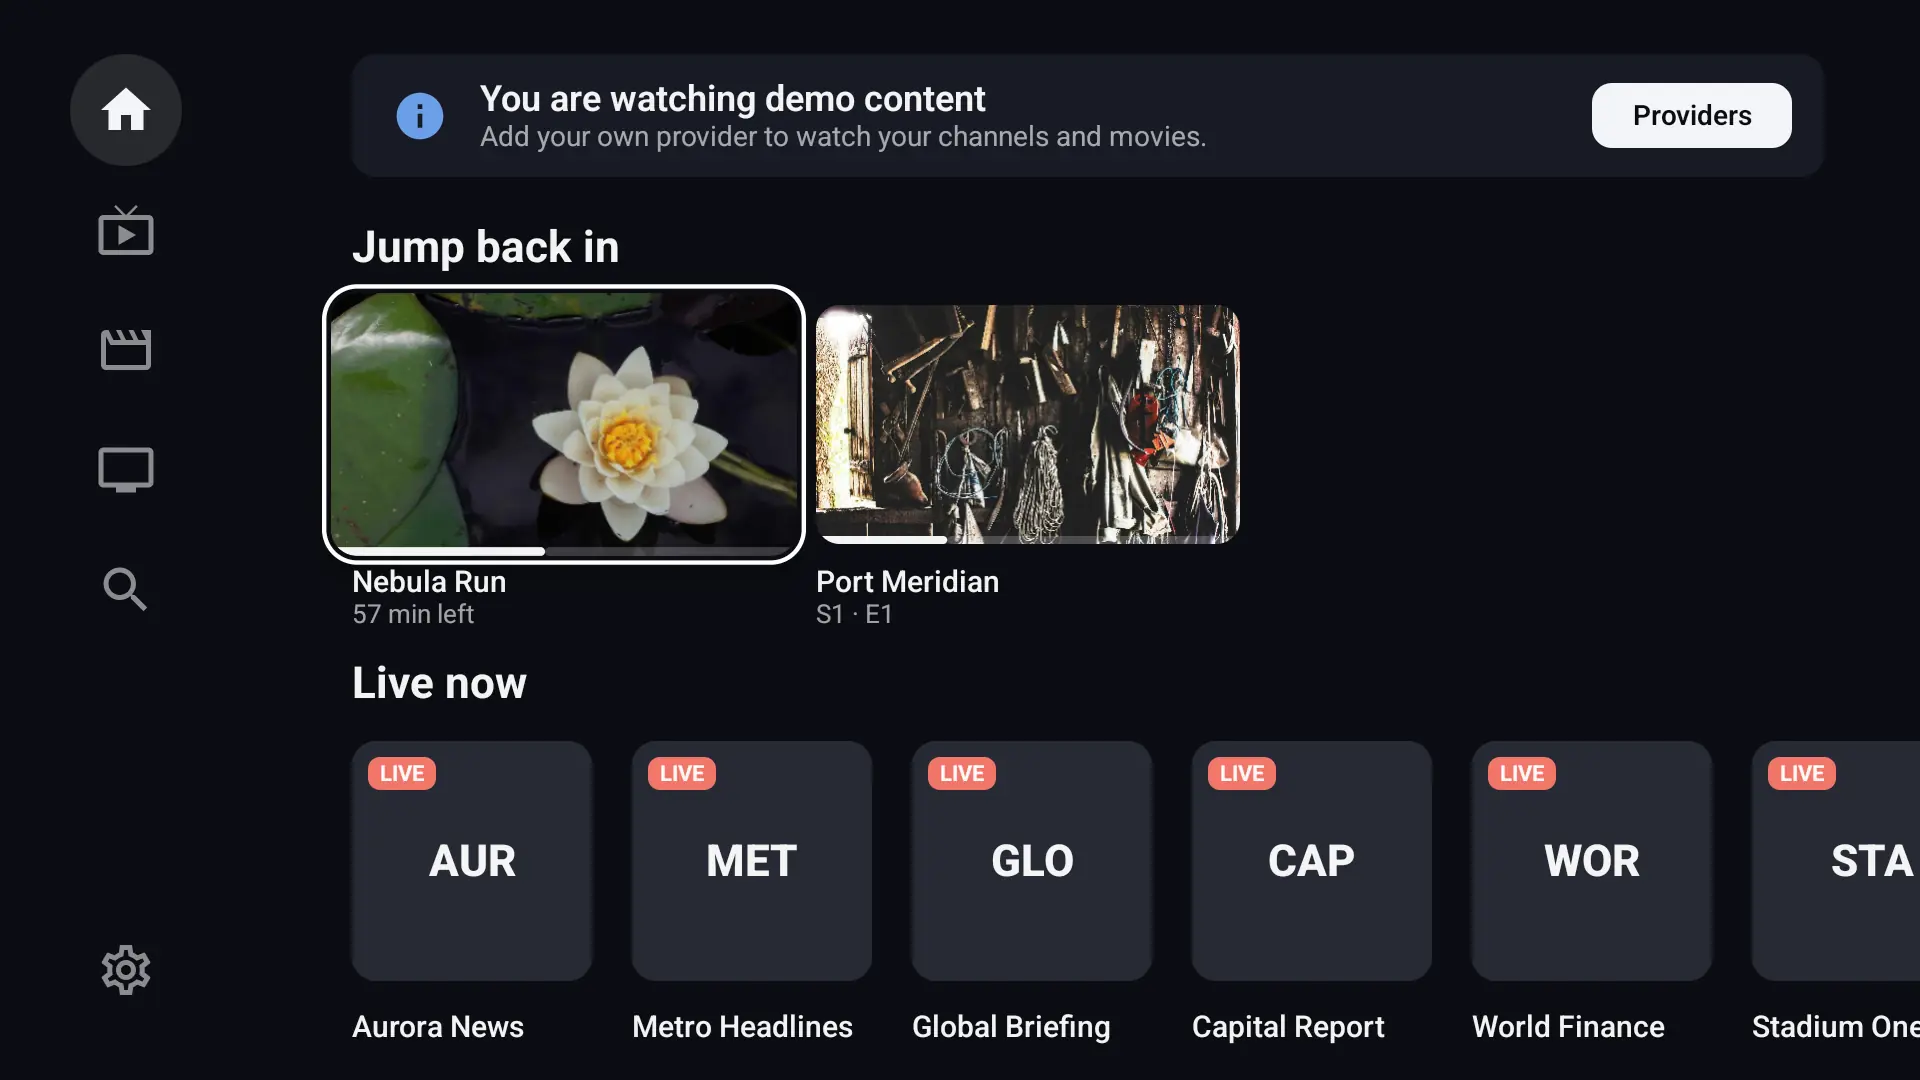 You are watching demo content
Add your own provider to watch your channels and movies.
Providers
Jump back in
Nebula Run
57 min left
Port Meridian
S1 · E1
Live now
LIVE
LIVE
LIVE
LIVE
LIVE
LIVE
AUR
MET
GLO
CAP
WOR
STA
Aurora News
Metro Headlines
Global Briefing
Capital Report
World Finance
Stadium One